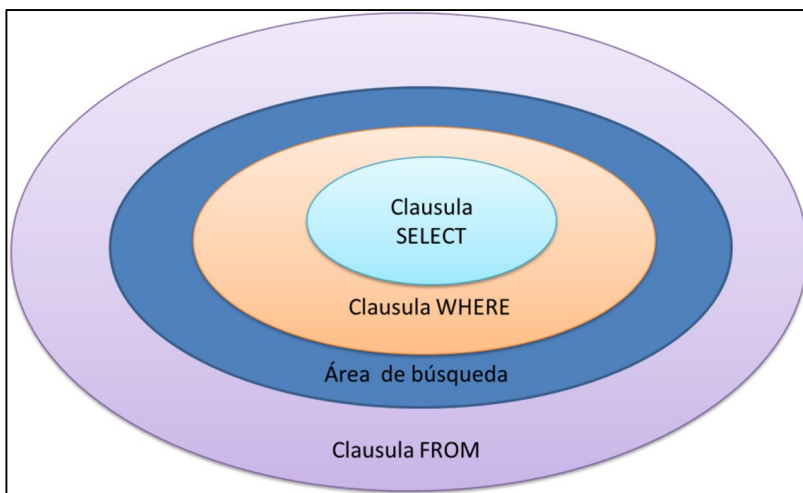 Clausula
SELECT
Clausula WHERE
Área de búsqueda
Clausula FROM